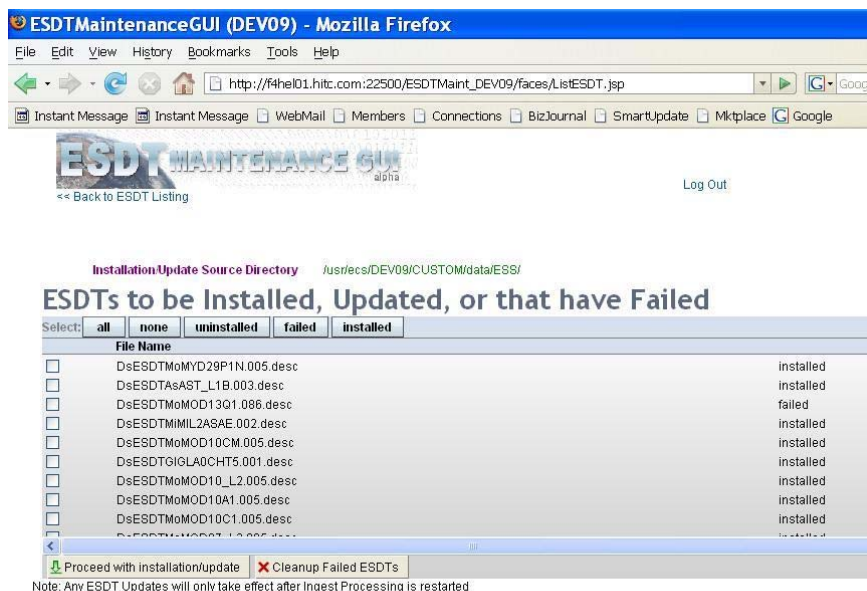 ESDTMaintenanceGUI (DEV09) - Mozilla Firefox
File Edit View History Bookmarks Tools Help
http://f4hel01.hitc.com:22500/ESDTMaint_DEV09/faces/ListESDT.jsp G Goog
Instant Message Instant Message WebMail Members Connections BizJournal SmartUpdate Mktplace Google
ESDT MAINTENANCE GUI
alpha
<< Back to ESDT Listing Log Out
Installation/Update Source Directory /usr/ecs/DEV09/CUSTOM/data/ESS/
ESDTs to be Installed, Updated, or that have Failed
Select: all none uninstalled failed installed
File Name
DsESDTMoMYD29P1N.005.desc installed
DsESDTAsAST_L1B.003.desc installed
DsESDTMoMOD13Q1.086.desc failed
DsESDTMiMIL2ASAE.002.desc installed
DsESDTMoMOD10CM.005.desc installed
DsESDTGlGLA0CHT5.001.desc installed
DsESDTMoMOD10_L2.005.desc installed
DsESDTMoMOD10A1.005.desc installed
DsESDTMoMOD10C1.005.desc installed
installed
Proceed with installation/update Cleanup Failed ESDTs
Note: Any ESDT Updates will only take effect after Ingest Processing is restarted